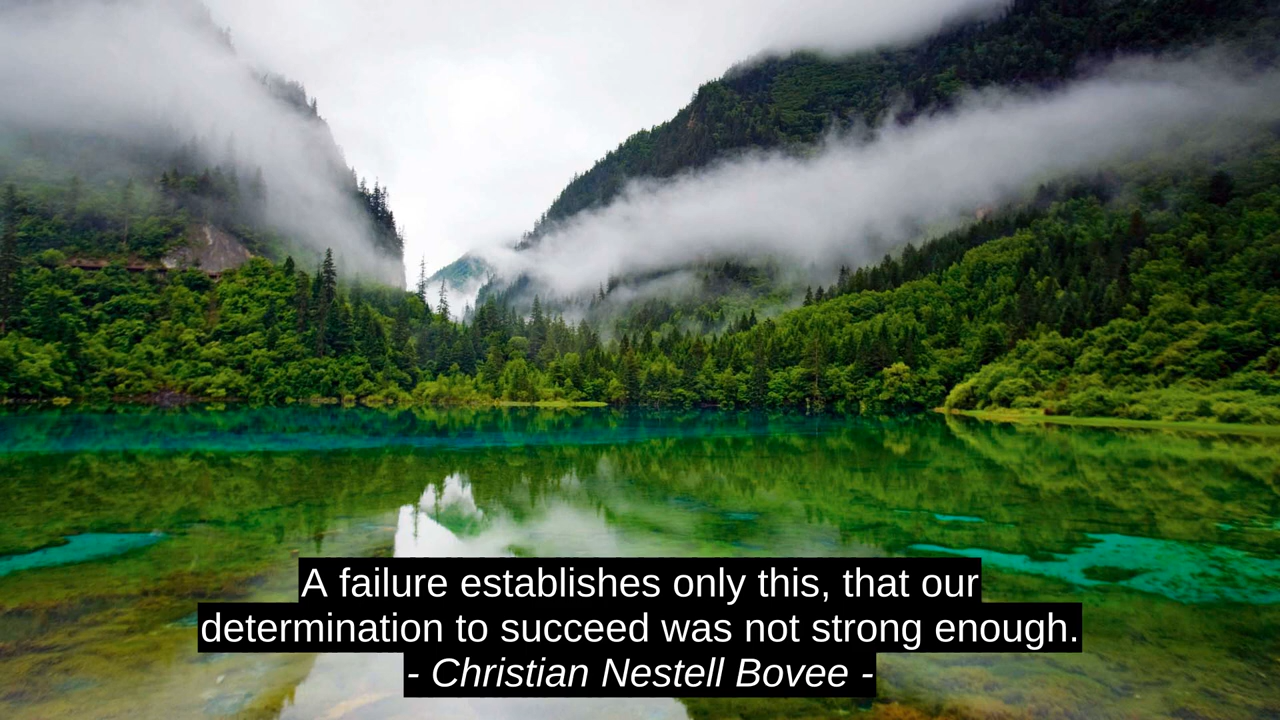 A failure establishes only this, that our
determination to succeed was not strong enough.
- Christian Nestell Bovee -